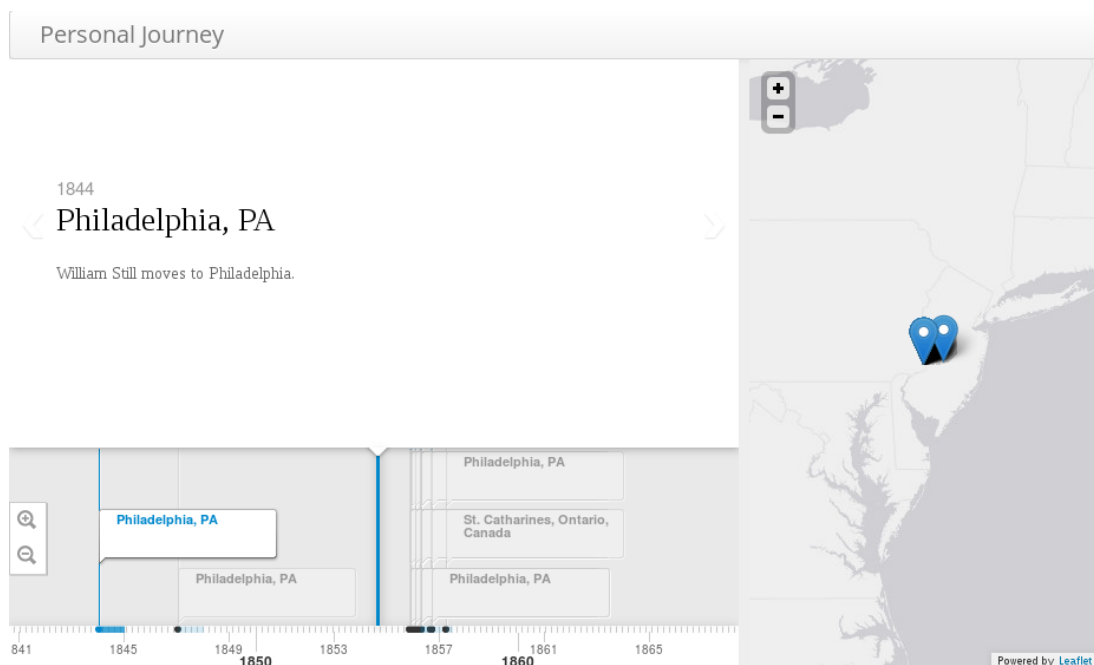 Personal Journey
+
−
1844
Philadelphia, PA
William Still moves to Philadelphia.
Philadelphia, PA
Philadelphia, PA
St. Catharines, Ontario,
Canada
Philadelphia, PA
Philadelphia, PA
841
1845
1849
1853
1857
1861
1865
1850
1860
Powered by Leaflet